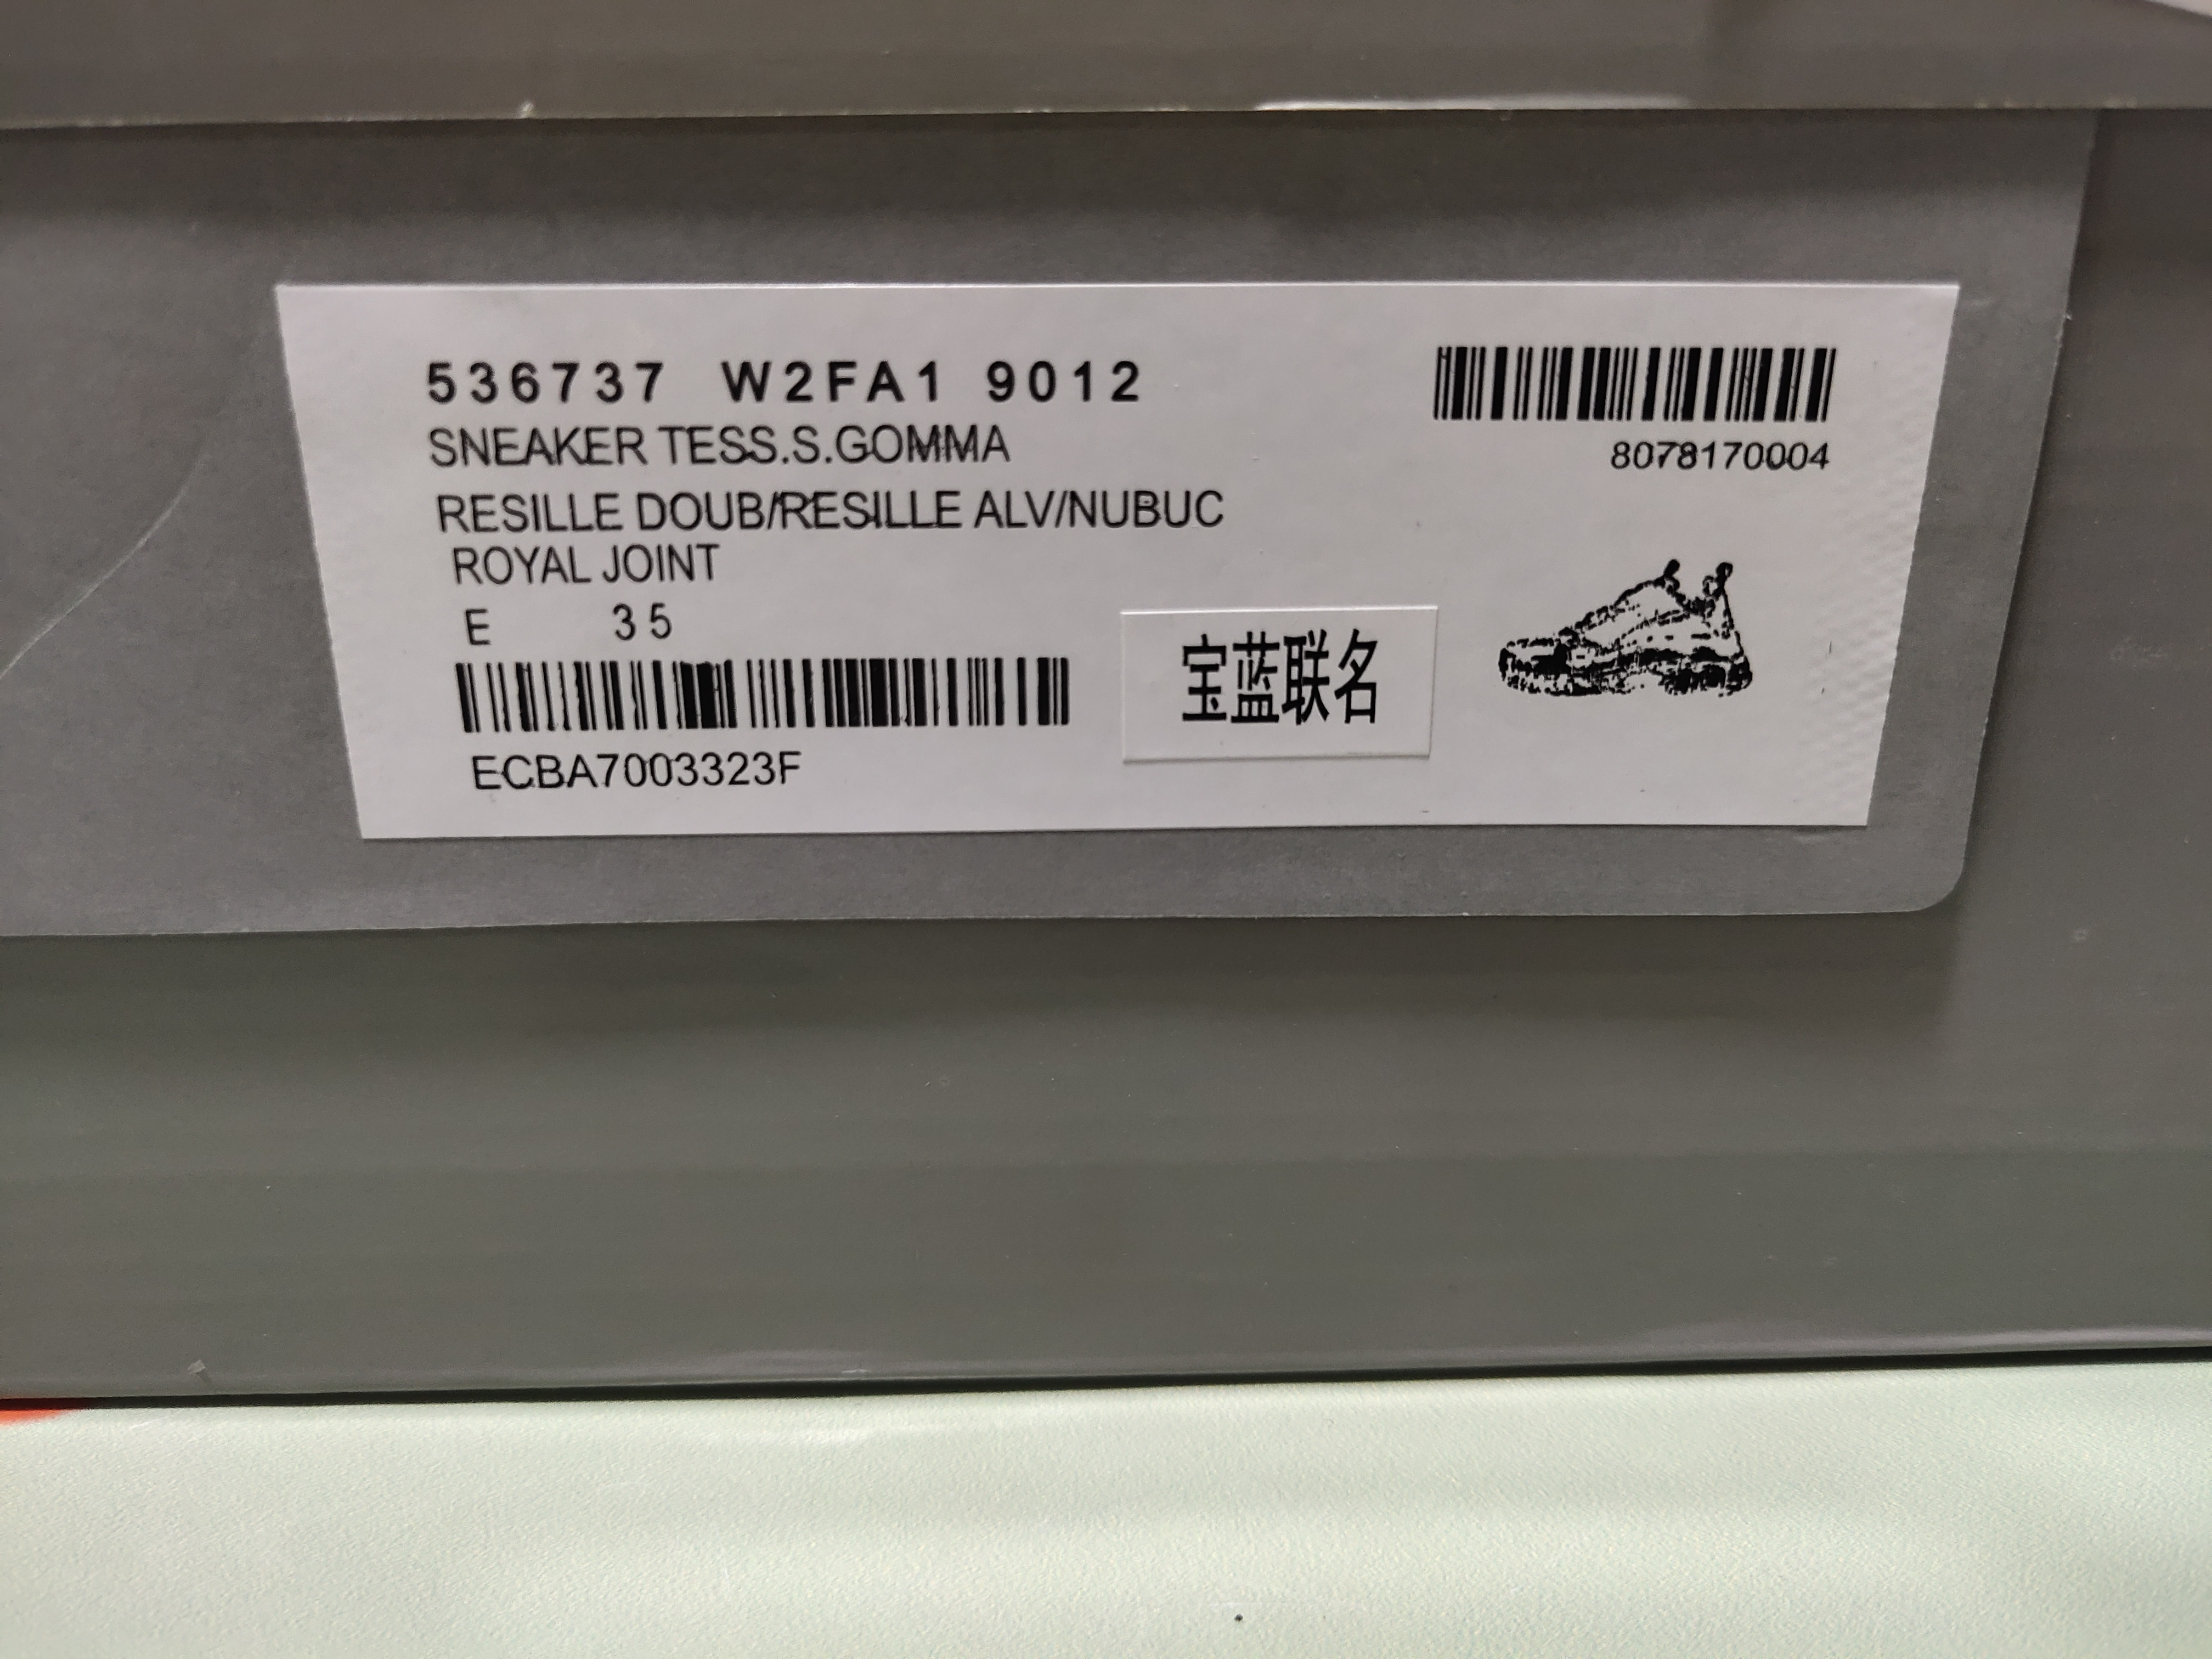 536737 W2FA1 9012
8078170004
SNEAKER TESS.S.GOMMA
RESILLE DOUB/RESILLE ALV/NUBUC
ROYAL JOINT
E 35
宝蓝联名
ECBA7003323F